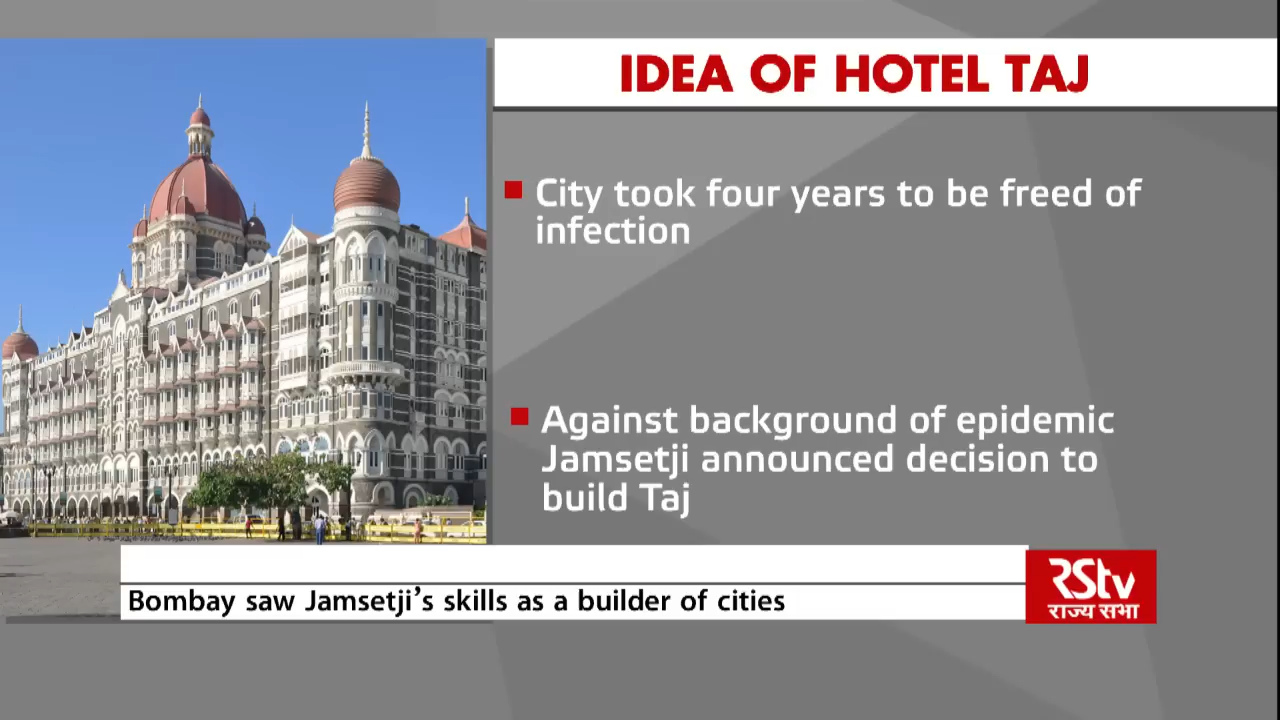 IDEA OF HOTEL TAJ
City took four years to be freed of
infection
Against background of epidemic
Jamsetji announced decision to
build Taj
Bombay saw Jamsetji's skills as a builder of cities
RStv
राज्य सभा